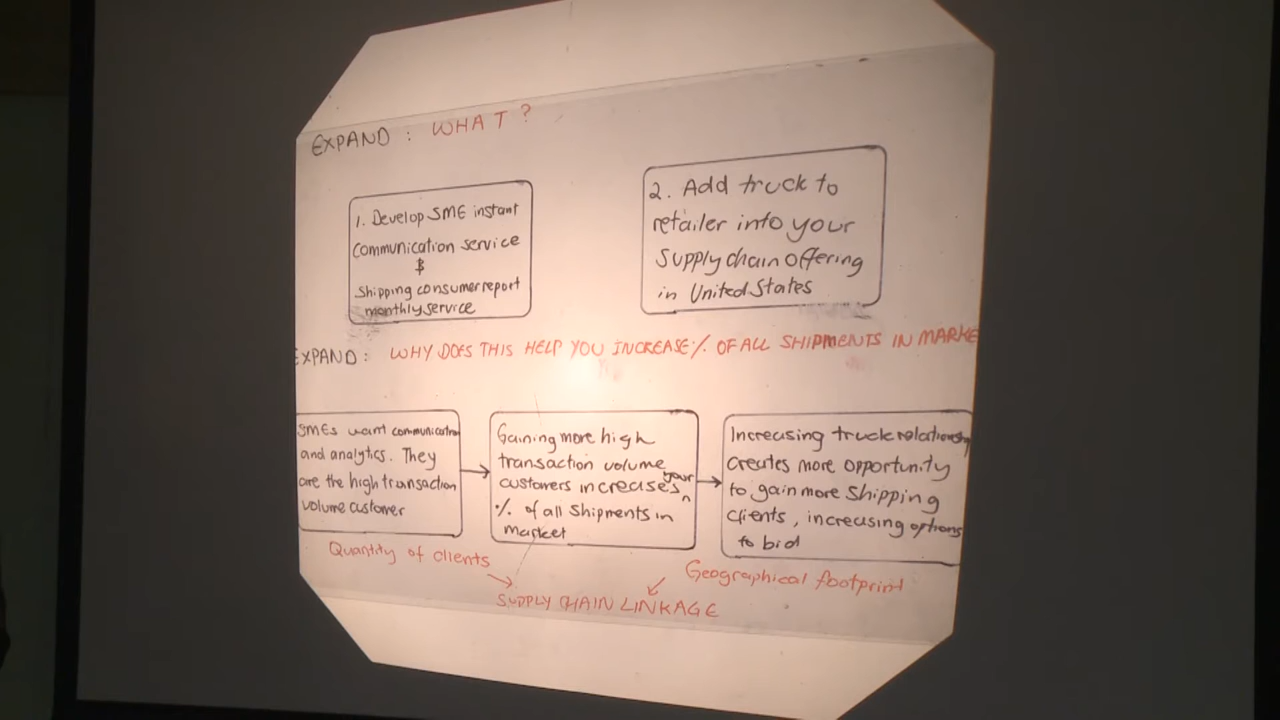 EXPAND: WHAT?
1. Develop SME instant
communication service
$
Shipping consumer report
monthly service
2. Add truck to
retailer into your
supply chain offering
in United States
EXPAND: WHY DOES THIS HELP YOU INCREASE % OF ALL SHIPMENTS IN MARKE
SMEs want communication
and analytics. They
are the high transaction
volume customer
Gaining more high
transaction volume
customers increases your
% of all shipments in
market
Increasing truck relationship
creates more opportunity
to gain more shipping
clients, increasing options
to bid
Quantity of clients
Geographical footprint
SUPPLY CHAIN LINKAGE